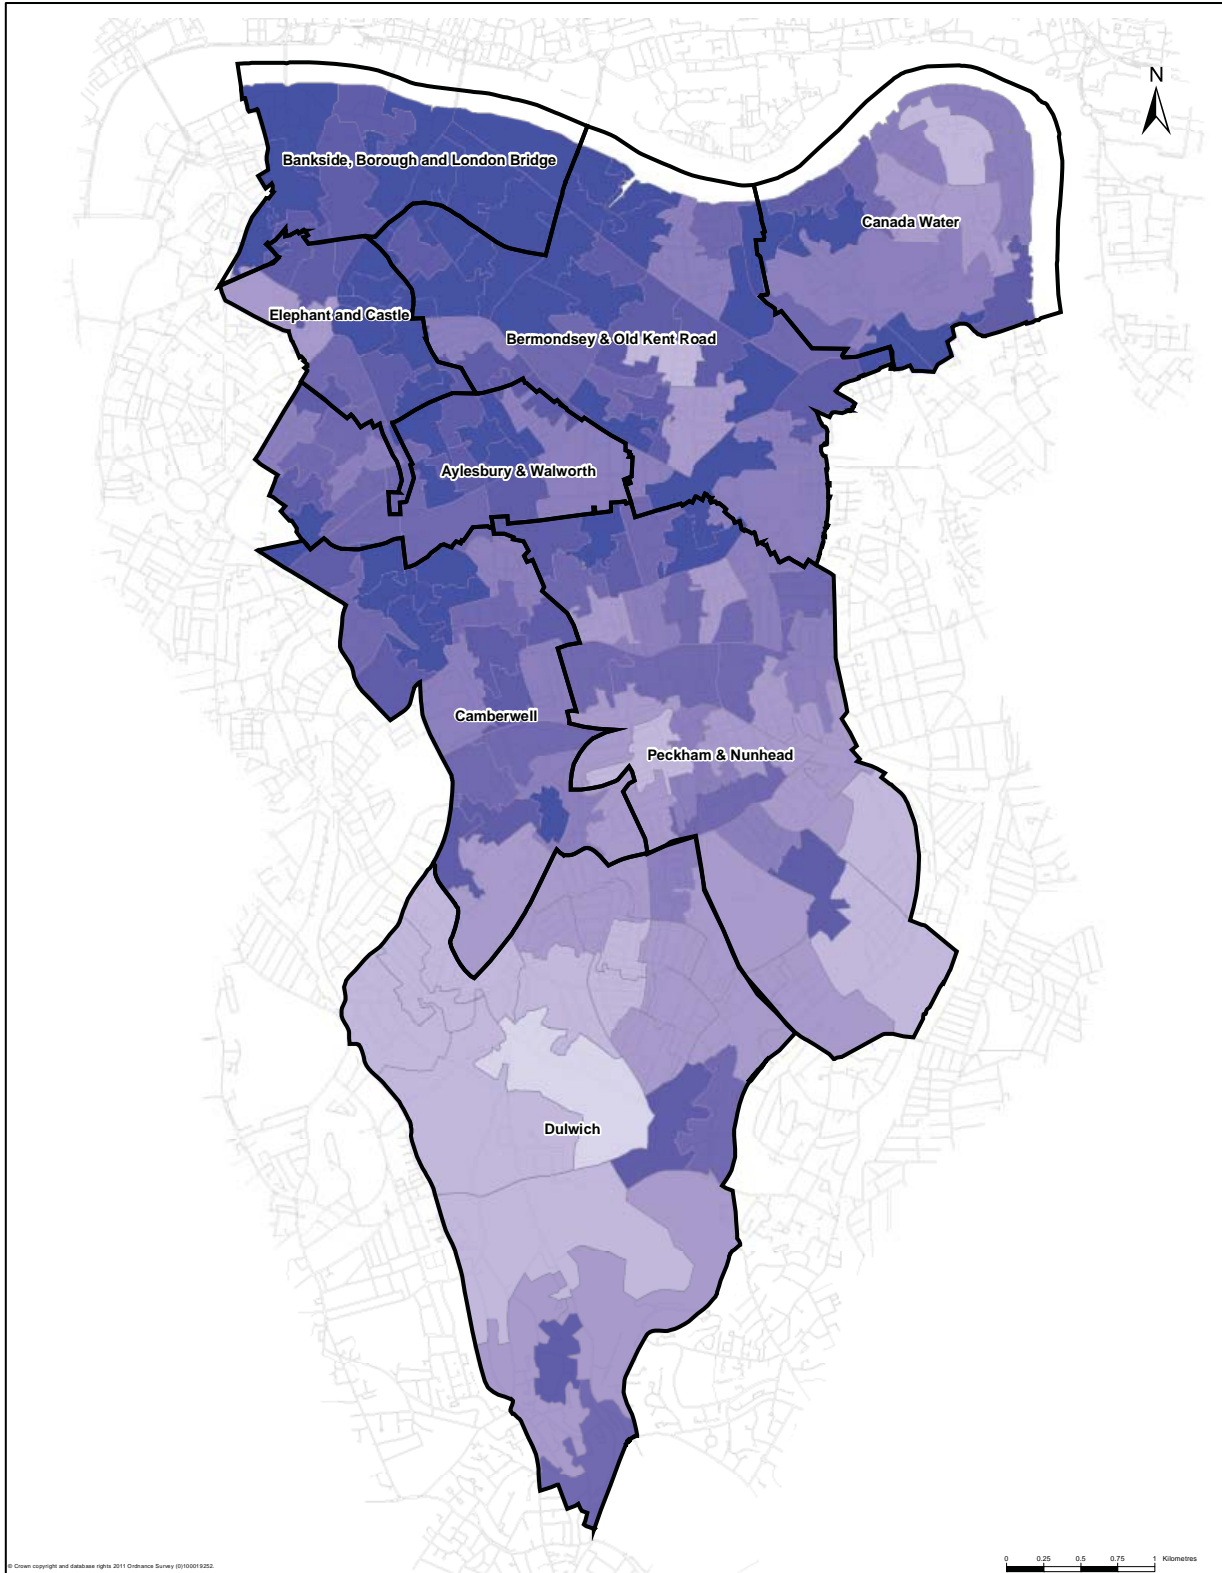 N
Bankside, Borough and London Bridge
Canada Water
Elephant and Castle
Bermondsey & Old Kent Road
Aylesbury & Walworth
Camberwell
Peckham & Nunhead
Dulwich
© Crown copyright and database rights 2011 Ordnance Survey (0)100019252.
0 0.25 0.5 0.75 1 Kilometres